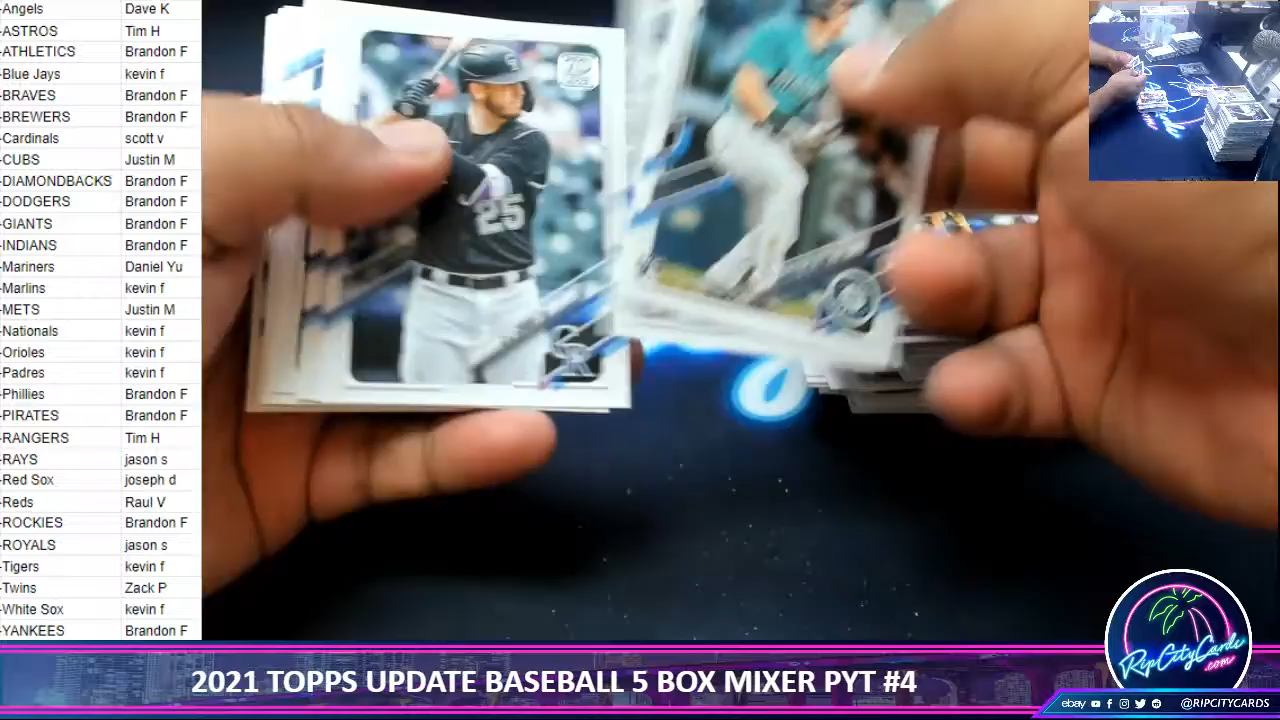 -Angels Dave K
-ASTROS Tim H
-ATHLETICS Brandon F
-Blue Jays kevin f
-BRAVES Brandon F
-BREWERS Brandon F
-Cardinals scott v
-CUBS Justin M
-DIAMONDBACKS Brandon F
-DODGERS Brandon F
-GIANTS Brandon F
-INDIANS Brandon F
-Mariners Daniel Yu
-Marlins kevin f
-METS Justin M
-Nationals kevin f
-Orioles kevin f
-Padres kevin f
-Phillies Brandon F
-PIRATES Brandon F
-RANGERS Tim H
-RAYS jason s
-Red Sox joseph d
-Reds Raul V
-ROCKIES Brandon F
-ROYALS jason s
-Tigers kevin f
-Twins Zack P
-White Sox kevin f
-YANKEES Brandon F
25
RipCityCards
.com
2021 TOPPS UPDATE BASEBALL 5 BOX MIXER PYT #4
ebay @RIPCITYCARDS